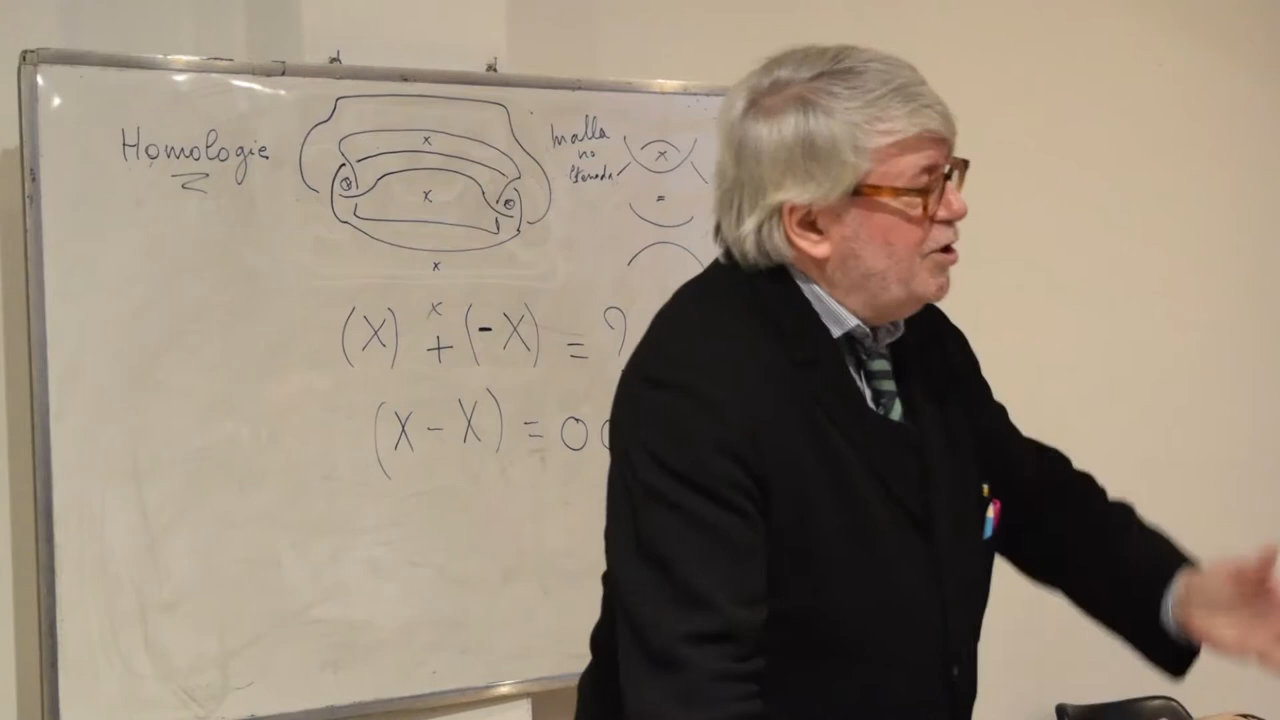 Homologie
malla
no
x
x
x
x
=
(X) + (-X) = ?
x
(X - X) = 0